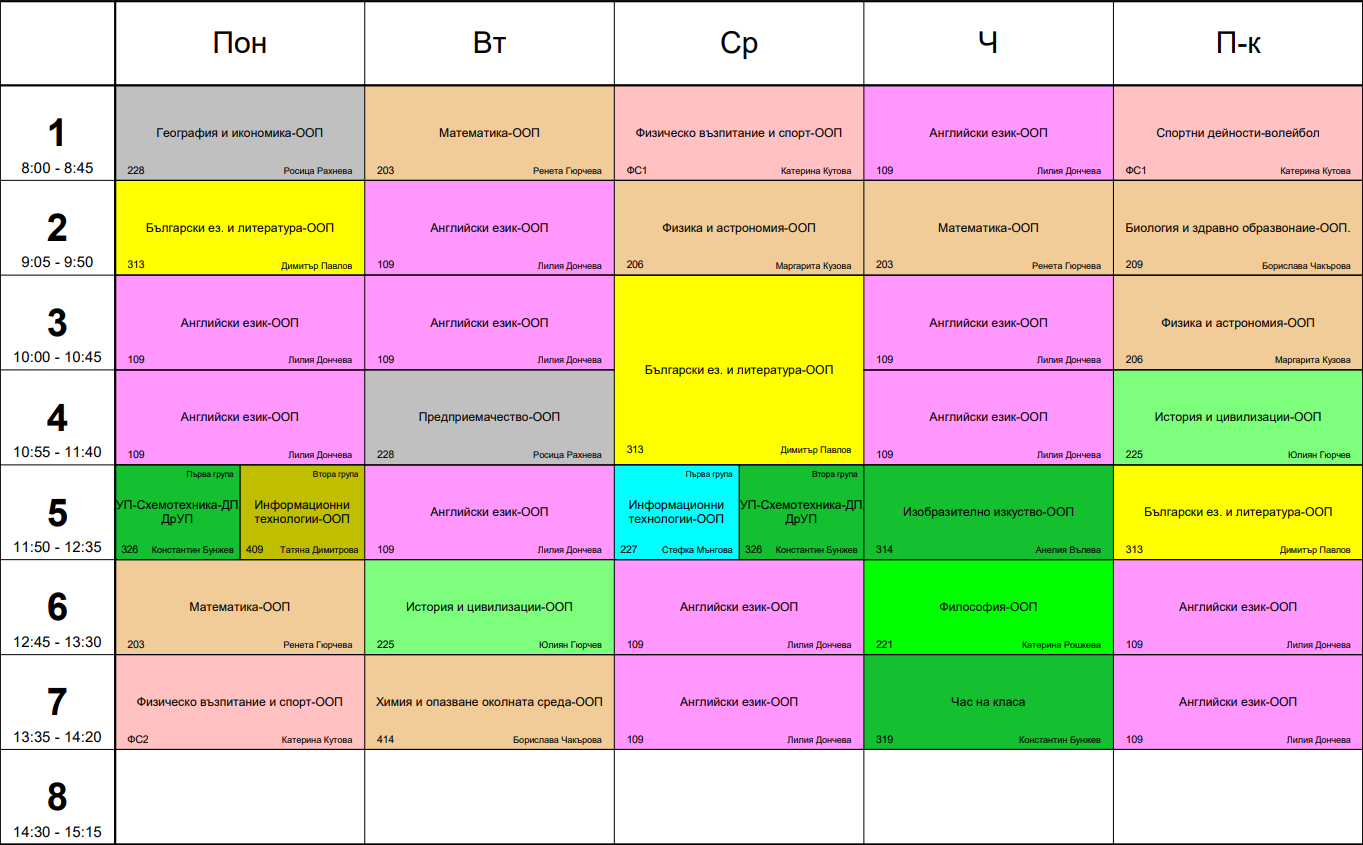 Пон Вт Ср Ч П-к
1
8:00 - 8:45
География и икономика-ООП
228 Росица Рахнева
Математика-ООП
203 Ренета Гюрчева
Физическо възпитание и спорт-ООП
ФС1 Катерина Кутова
Английски език-ООП
109 Лилия Дончева
Спортни дейности-волейбол
ФС1 Катерина Кутова
2
9:05 - 9:50
Български ез. и литература-ООП
313 Димитър Павлов
Английски език-ООП
109 Лилия Дончева
Физика и астрономия-ООП
206 Маргарита Кузова
Математика-ООП
203 Ренета Гюрчева
Биология и здравно образвонаие-ООП.
209 Борислава Чакърова
3
10:00 - 10:45
Английски език-ООП
109 Лилия Дончева
Английски език-ООП
109 Лилия Дончева
Български ез. и литература-ООП
313 Димитър Павлов
Английски език-ООП
109 Лилия Дончева
Физика и астрономия-ООП
206 Маргарита Кузова
4
10:55 - 11:40
Английски език-ООП
109 Лилия Дончева
Предприемачество-ООП
228 Росица Рахнева
Английски език-ООП
109 Лилия Дончева
История и цивилизации-ООП
225 Юлиян Гюрчев
5
11:50 - 12:35
Първа група
УП-Схемотехника-ДП
ДрУП
326 Константин Бунжев
Втора група
Информационни
технологии-ООП
409 Татяна Димитрова
Английски език-ООП
109 Лилия Дончева
Първа група
Информационни
технологии-ООП
227 Стефка Мънгова
Втора група
УП-Схемотехника-ДП
ДрУП
326 Константин Бунжев
Изобразително изкуство-ООП
314 Анелия Вълева
Български ез. и литература-ООП
313 Димитър Павлов
6
12:45 - 13:30
Математика-ООП
203 Ренета Гюрчева
История и цивилизации-ООП
225 Юлиян Гюрчев
Английски език-ООП
109 Лилия Дончева
Философия-ООП
221 Катерина Рошкева
Английски език-ООП
109 Лилия Дончева
7
13:35 - 14:20
Физическо възпитание и спорт-ООП
ФС2 Катерина Кутова
Химия и опазване околната среда-ООП
414 Борислава Чакърова
Английски език-ООП
109 Лилия Дончева
Час на класа
319 Константин Бунжев
Английски език-ООП
109 Лилия Дончева
8
14:30 - 15:15